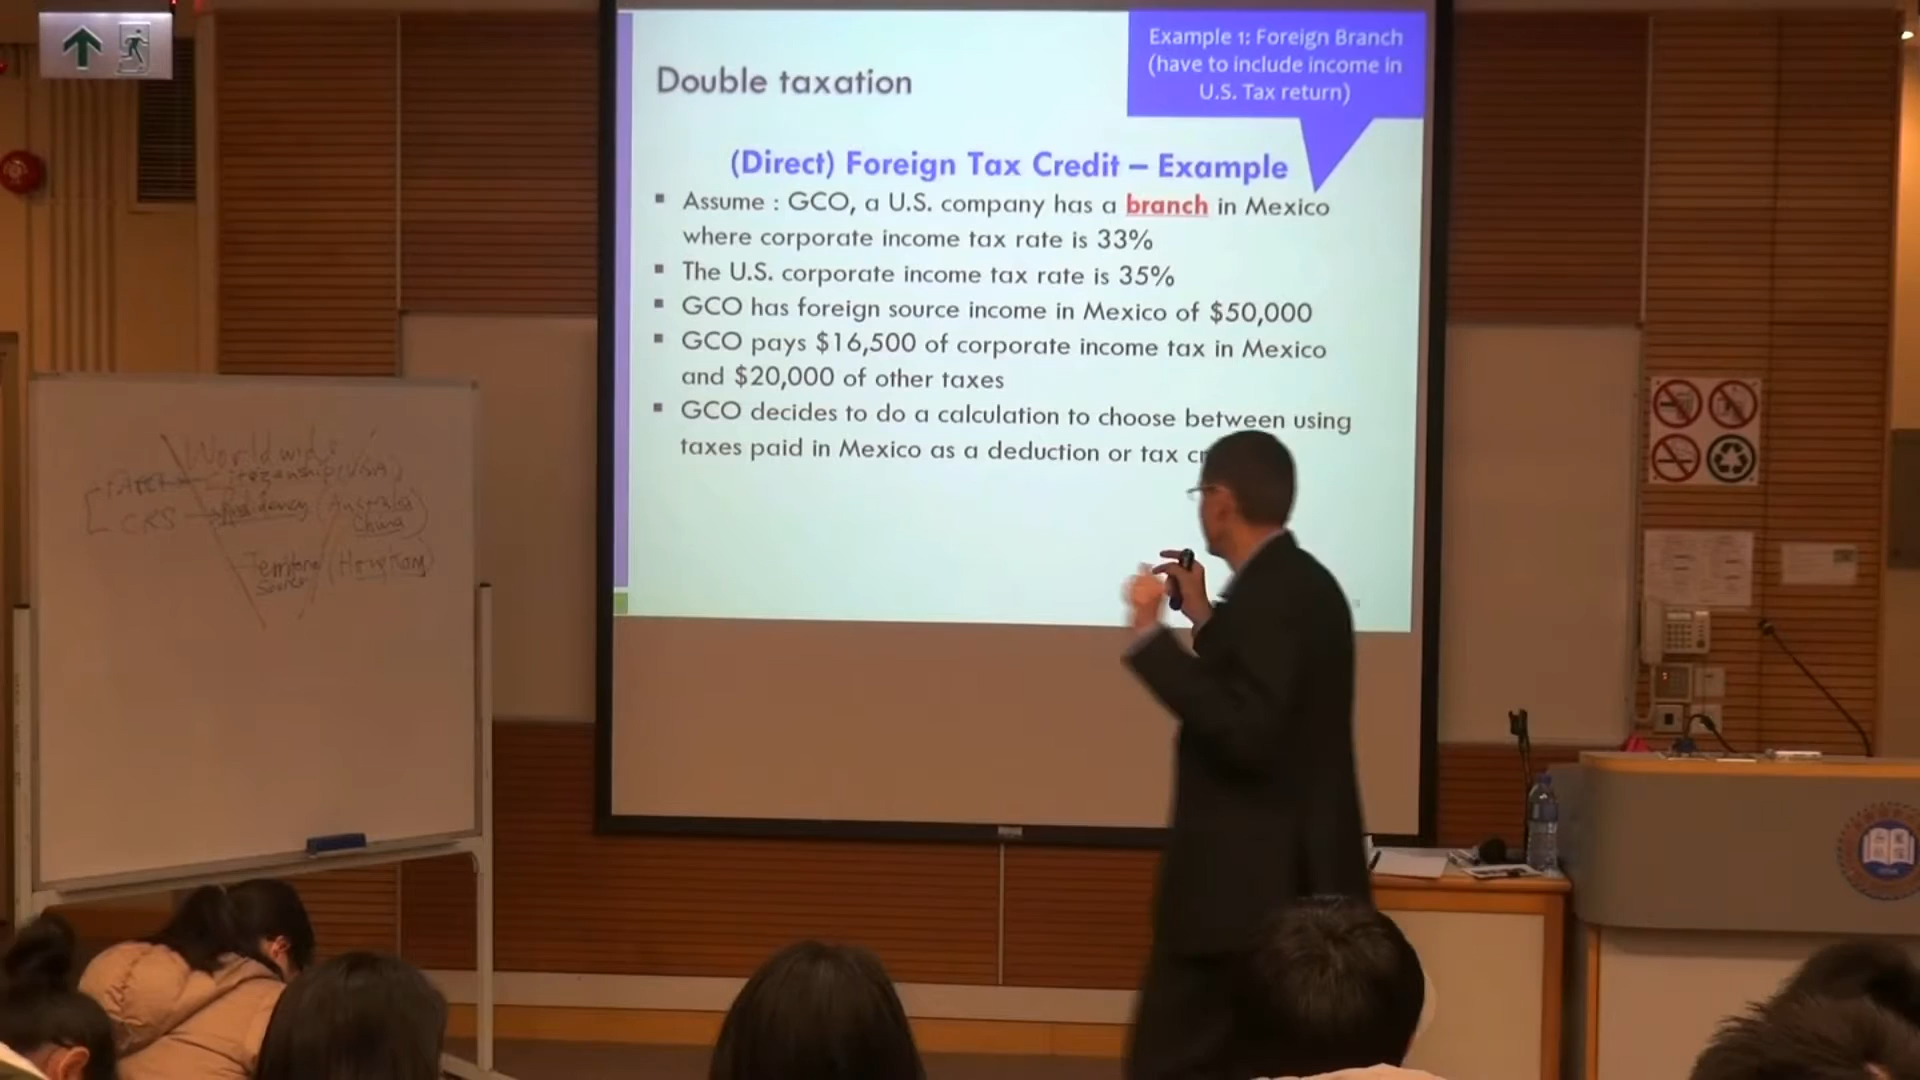 Example 1: Foreign Branch
(have to include income in
U.S. Tax return)
Double taxation
(Direct) Foreign Tax Credit – Example
Assume : GCO, a U.S. company has a branch in Mexico
where corporate income tax rate is 33%
The U.S. corporate income tax rate is 35%
GCO has foreign source income in Mexico of $50,000
GCO pays $16,500 of corporate income tax in Mexico
and $20,000 of other taxes
GCO decides to do a calculation to choose between using
taxes paid in Mexico as a deduction or tax
Worldwide
(USA)
CRS
(Australia
China)